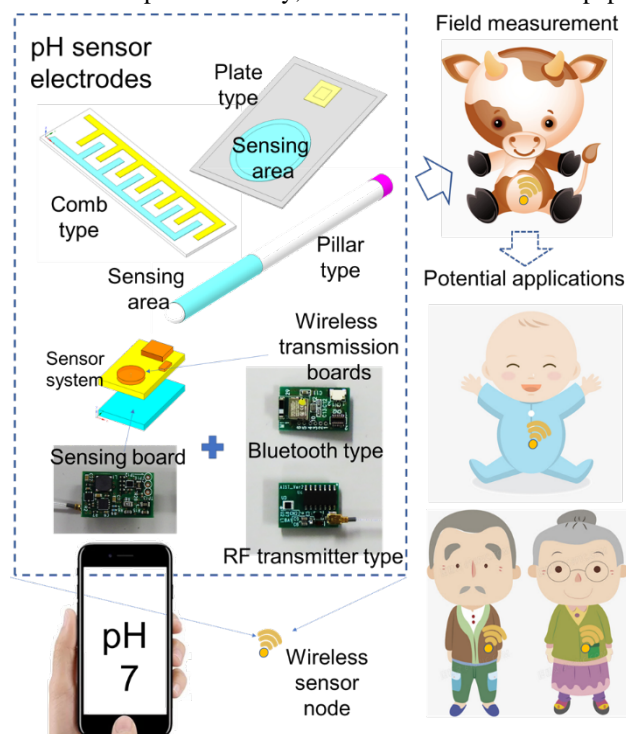 pH sensor
electrodes
Plate
type
Sensing
area
Comb
type
Pillar
type
Sensing
area
Sensor
system
Wireless
transmission
boards
Sensing board
Bluetooth type
RF transmitter type
pH
7
Wireless
sensor
node
Field measurement
Potential applications